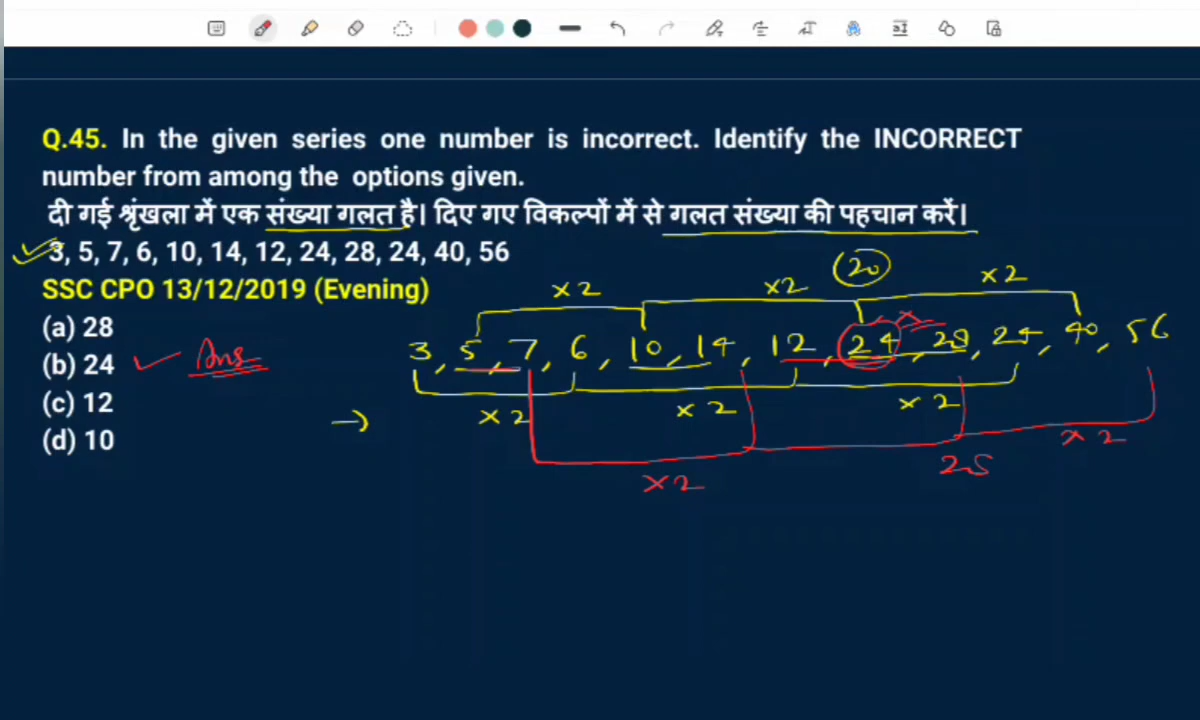 Q.45. In the given series one number is incorrect. Identify the INCORRECT
number from among the options given.
दी गई श्रृंखला में एक संख्या गलत है। दिए गए विकल्पों में से गलत संख्या की पहचान करें।
3, 5, 7, 6, 10, 14, 12, 24, 28, 24, 40, 56
SSC CPO 13/12/2019 (Evening)
(a) 28
(b) 24 Ans
(c) 12
(d) 10
×2 ×2 20 ×2
3, 5, 7, 6, 10, 14, 12, 24, 28, 24, 40, 56
→ ×2 ×2 ×2
×2 28 ×2